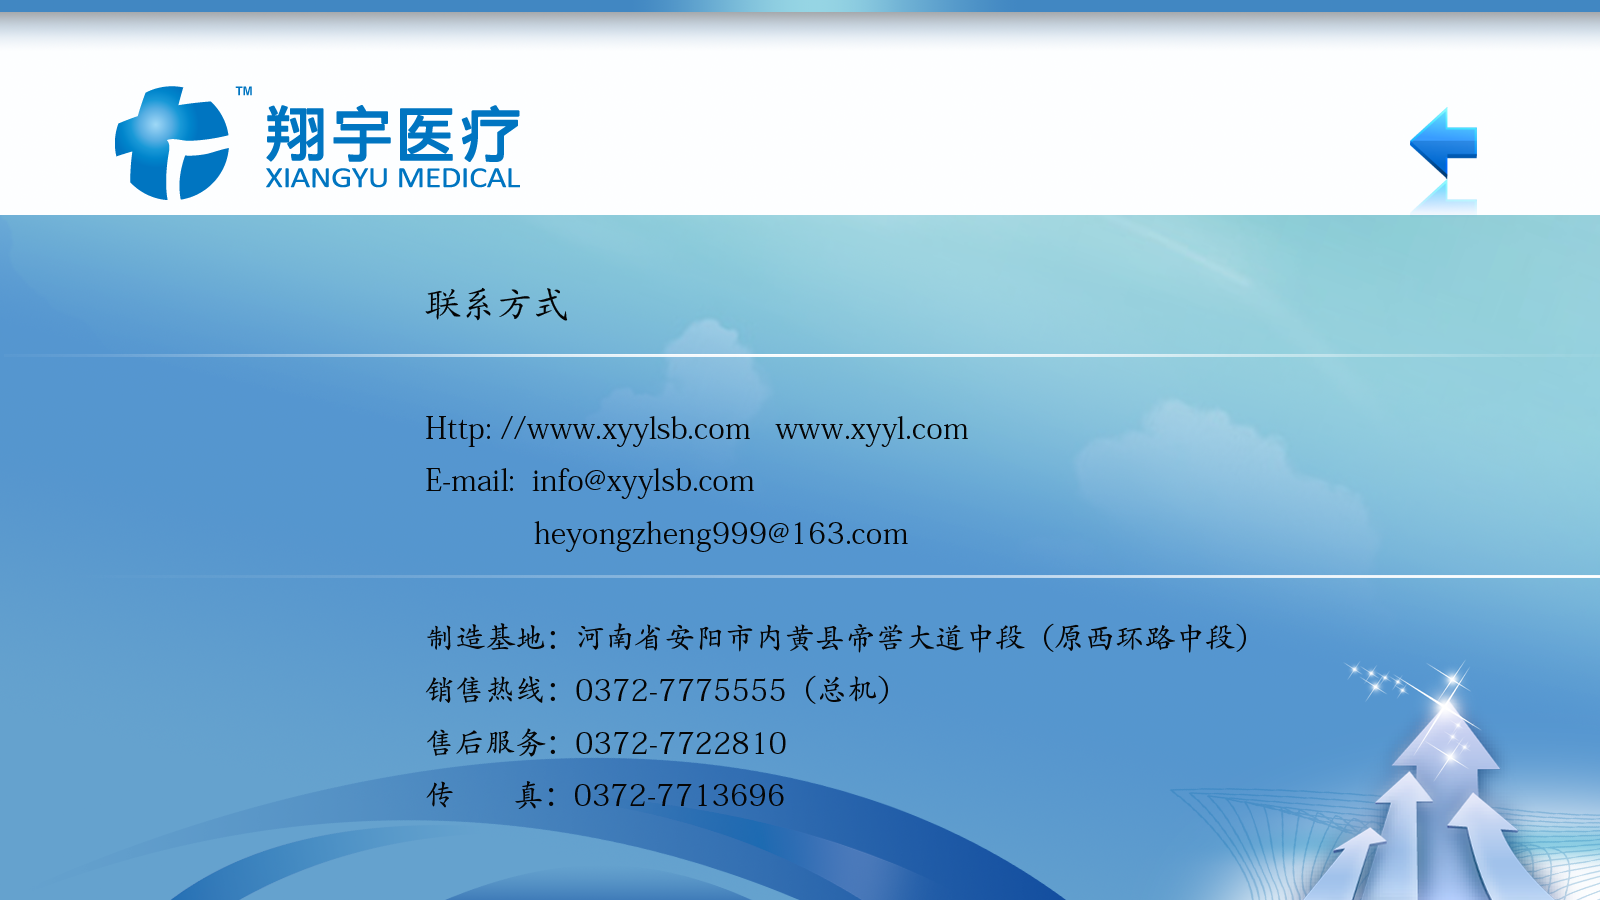 TM
翔宇医疗
XIANGYU MEDICAL
联系方式
Http: //www.xyylsb.com www.xyyl.com
E-mail: info@xyylsb.com
heyongzheng999@163.com
制造基地：河南省安阳市内黄县帝喾大道中段（原西环路中段）
销售热线：0372-7775555（总机）
售后服务：0372-7722810
传 真：0372-7713696